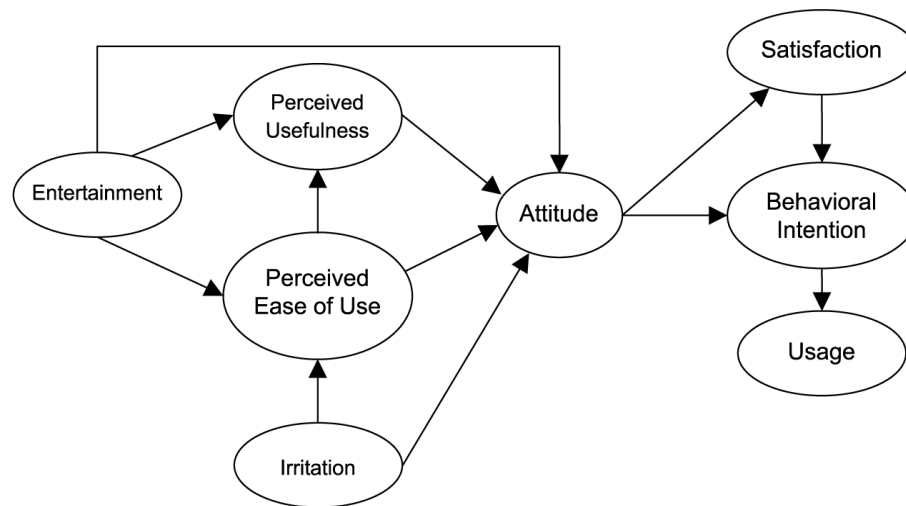 Satisfaction
Perceived
Usefulness
Entertainment
Attitude
Behavioral
Intention
Perceived
Ease of Use
Usage
Irritation